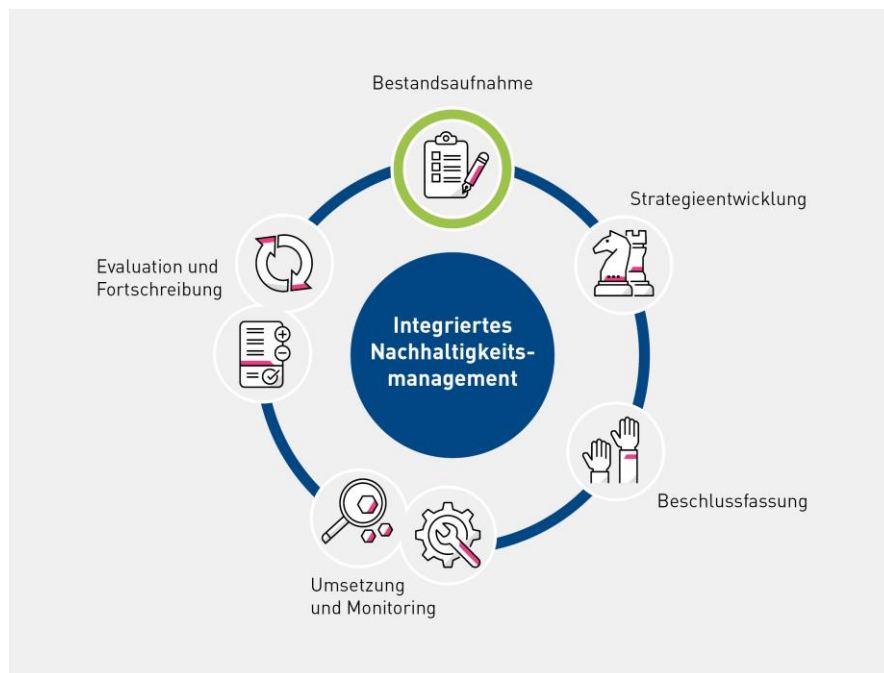 Bestandsaufnahme
Strategieentwicklung
Evaluation und
Fortschreibung
Integriertes
Nachhaltigkeits-
management
Beschlussfassung
Umsetzung
und Monitoring